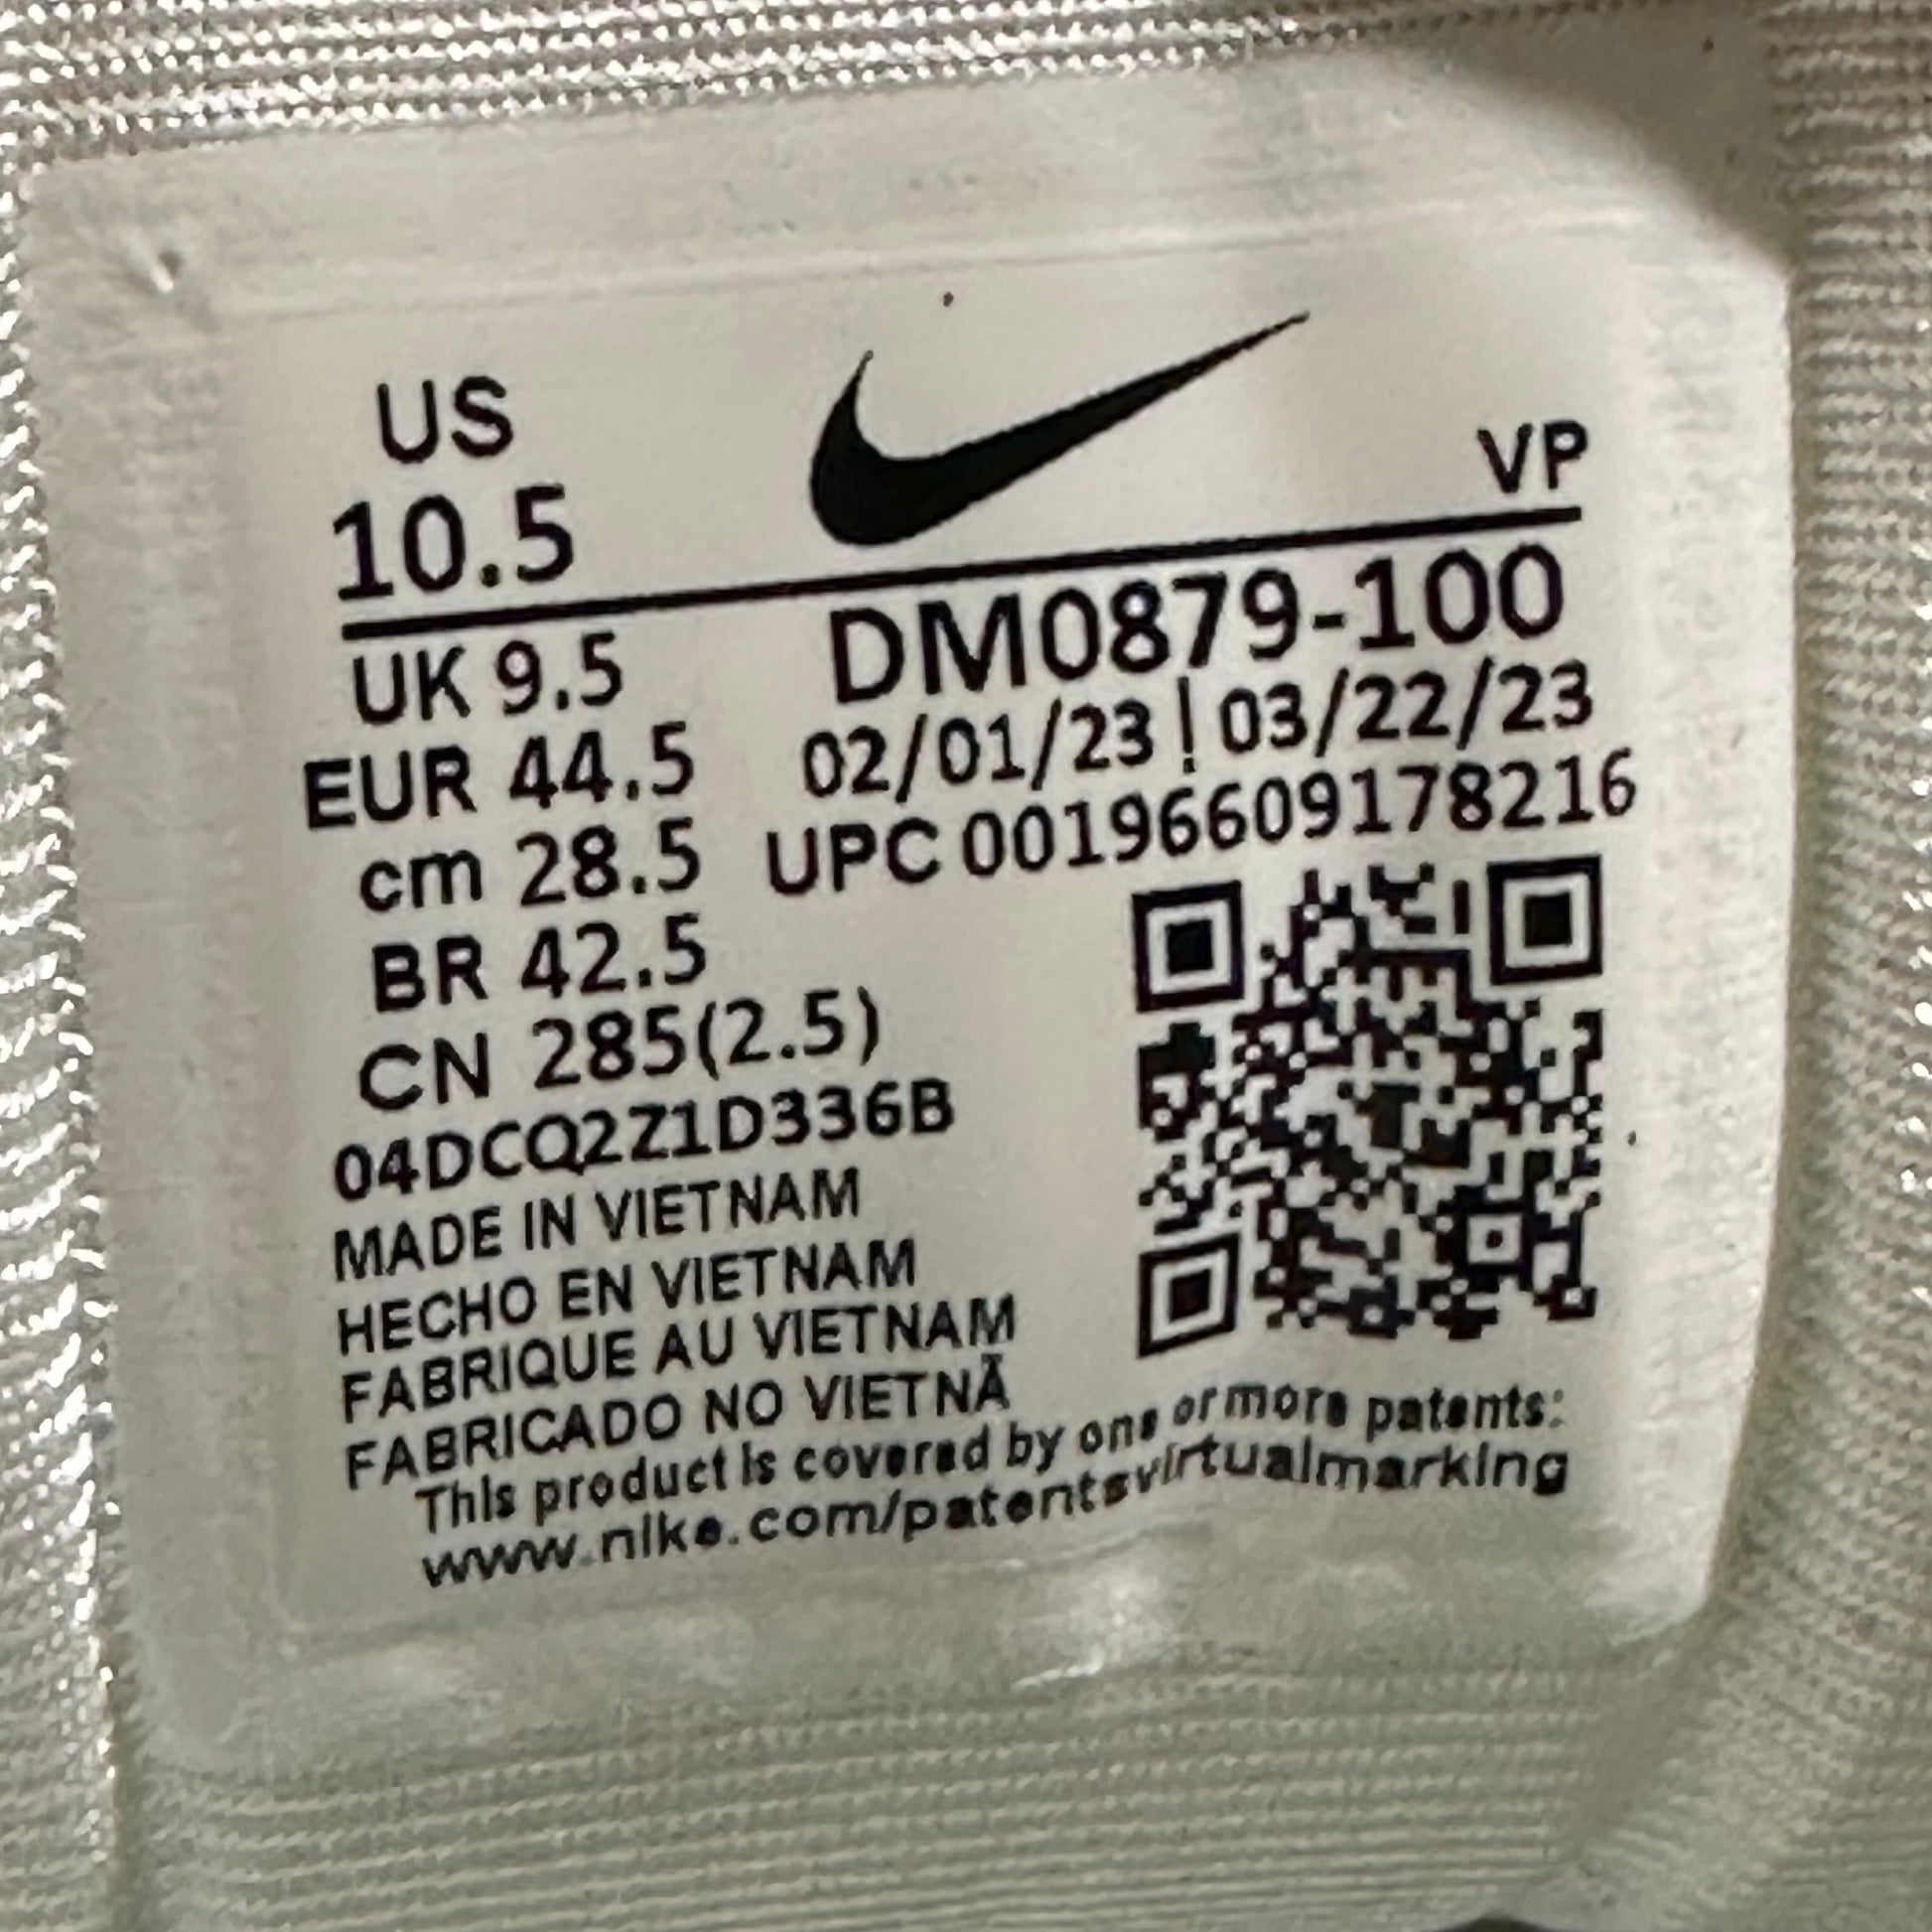 US
10.5
VP
UK 9.5
EUR 44.5
cm 28.5
BR 42.5
CN 285(2.5)
DM0879-100
02/01/23 | 03/22/23
UPC 00196609178216
04DCQ2Z1D336B
MADE IN VIETNAM
HECHO EN VIETNAM
FABRIQUE AU VIETNAM
FABRICADO NO VIETNÃ
This product is covered by one or more patents:
www.nike.com/patentsvirtualmarking